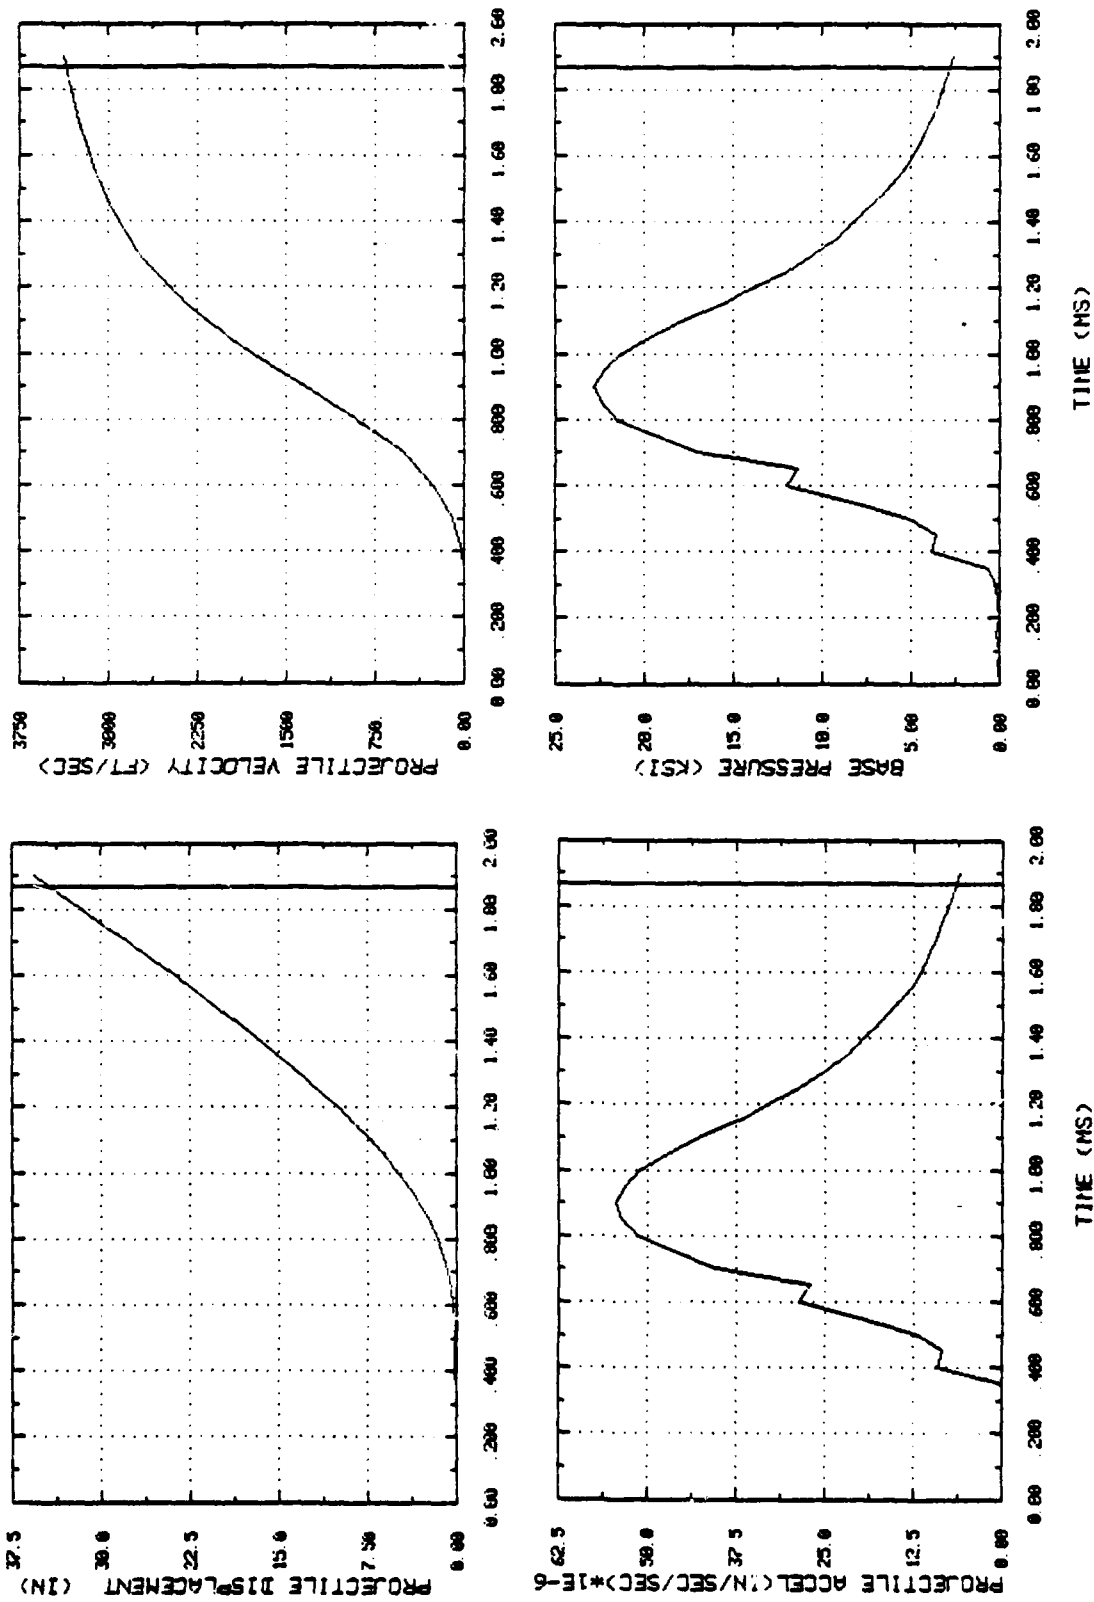 37.5
30.0
22.5
15.0
7.50
0.00
PROJECTILE DISPLACEMENT (IN)
0.00 .200 .400 .600 .800 1.00 1.20 1.40 1.60 1.80 2.00
3750
3000
2250
1500
750.
0.00
PROJECTILE VELOCITY (FT/SEC)
0.00 .200 .400 .600 .800 1.00 1.20 1.40 1.60 1.80 2.00
62.5
50.0
37.5
25.0
12.5
0.00
PROJECTILE ACCEL(IN/SEC/SEC)*1E-6
0.00 .200 .400 .600 .800 1.00 1.20 1.40 1.60 1.80 2.00
TIME (MS)
25.0
20.0
15.0
10.0
5.00
0.00
BASE PRESSURE (KSI)
0.00 .200 .400 .600 .800 1.00 1.20 1.40 1.60 1.80 2.00
TIME (MS)